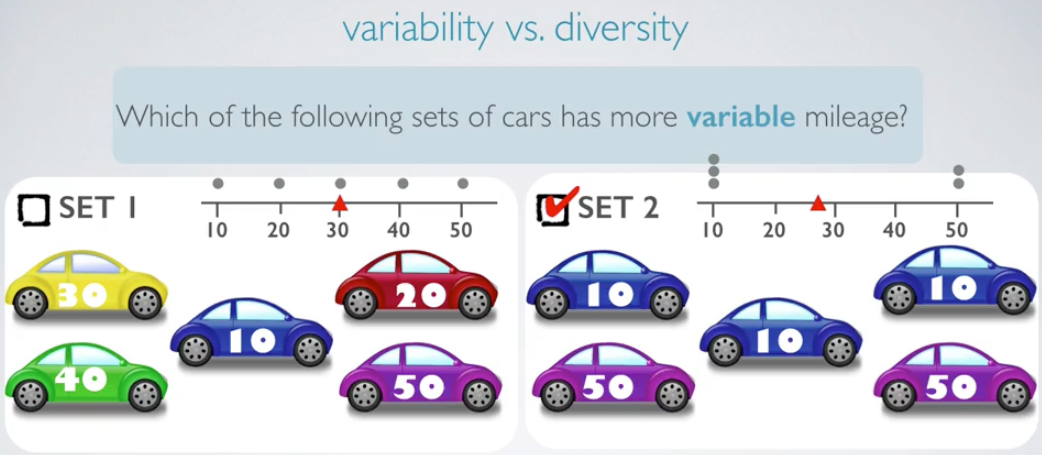 variability vs. diversity
Which of the following sets of cars has more variable mileage?
SET 1
10 20 30 40 50
30
20
10
40
50
SET 2
10 20 30 40 50
10
10
10
50
50